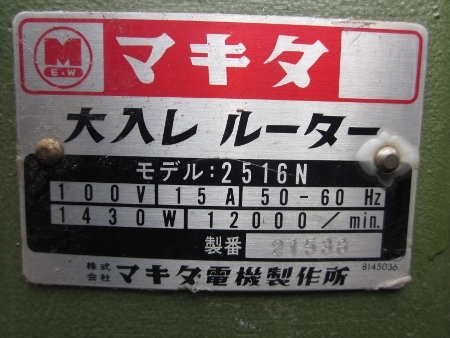 M
E.W
マキタ
大入レ ルーター
モデル:2516N
100V 15A 50-60 Hz
1430W 12000/min.
製番 21538
株式会社 マキタ電機製作所 8145036